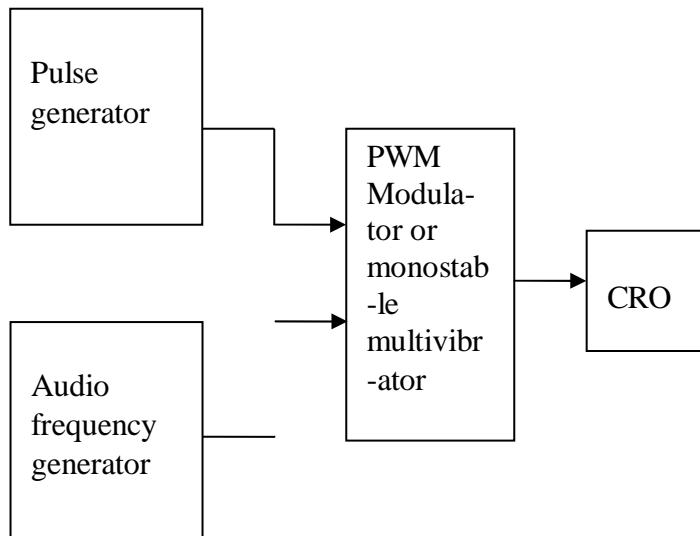 Pulse
generator
PWM
Modula-
tor or
monostab
-le
multivibr
-ator
CRO
Audio
frequency
generator